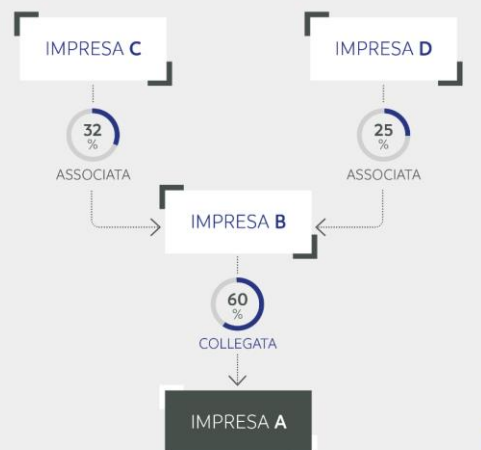 IMPRESA C
IMPRESA D
32
%
25
%
ASSOCIATA
ASSOCIATA
IMPRESA B
60
%
COLLEGATA
IMPRESA A